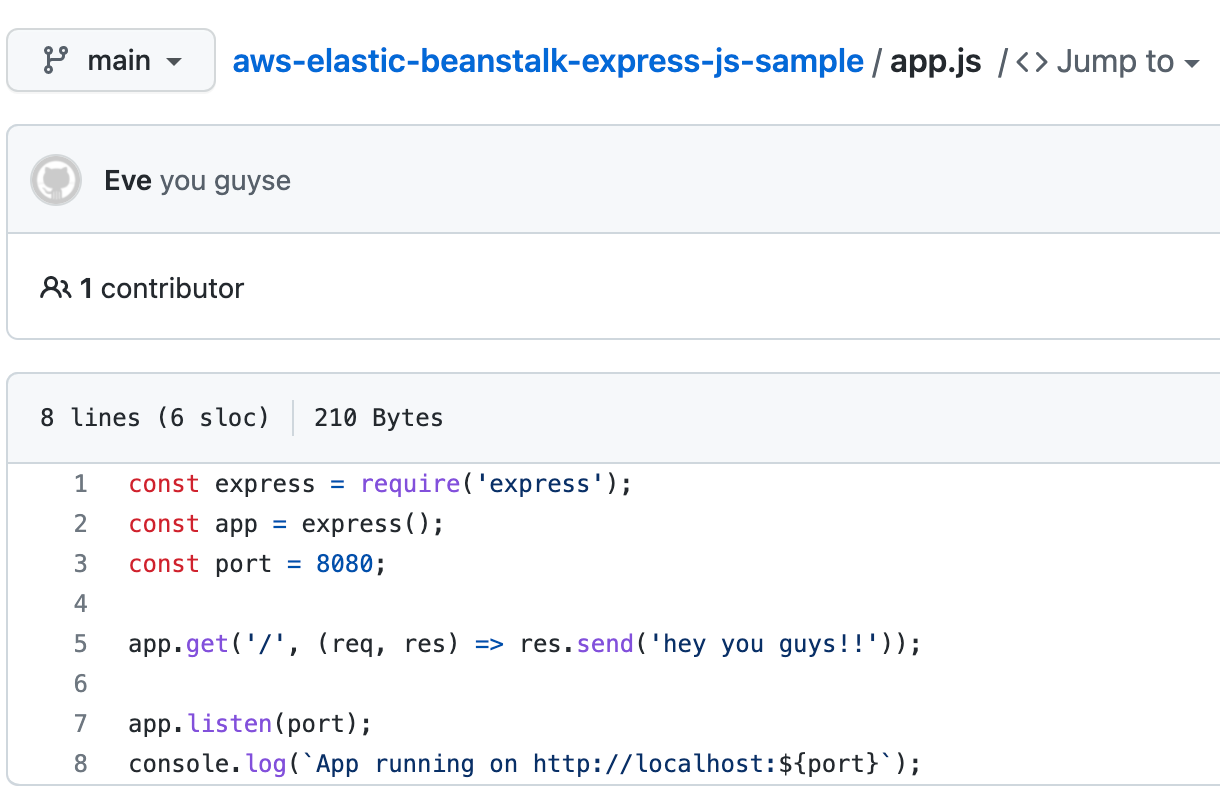 main aws-elastic-beanstalk-express-js-sample / app.js / <> Jump to
Eve you guyse
1 contributor
8 lines (6 sloc) 210 Bytes
1 const express = require('express');
2 const app = express();
3 const port = 8080;
4
5 app.get('/', (req, res) => res.send('hey you guys!!'));
6
7 app.listen(port);
8 console.log(`App running on http://localhost:${port}`);